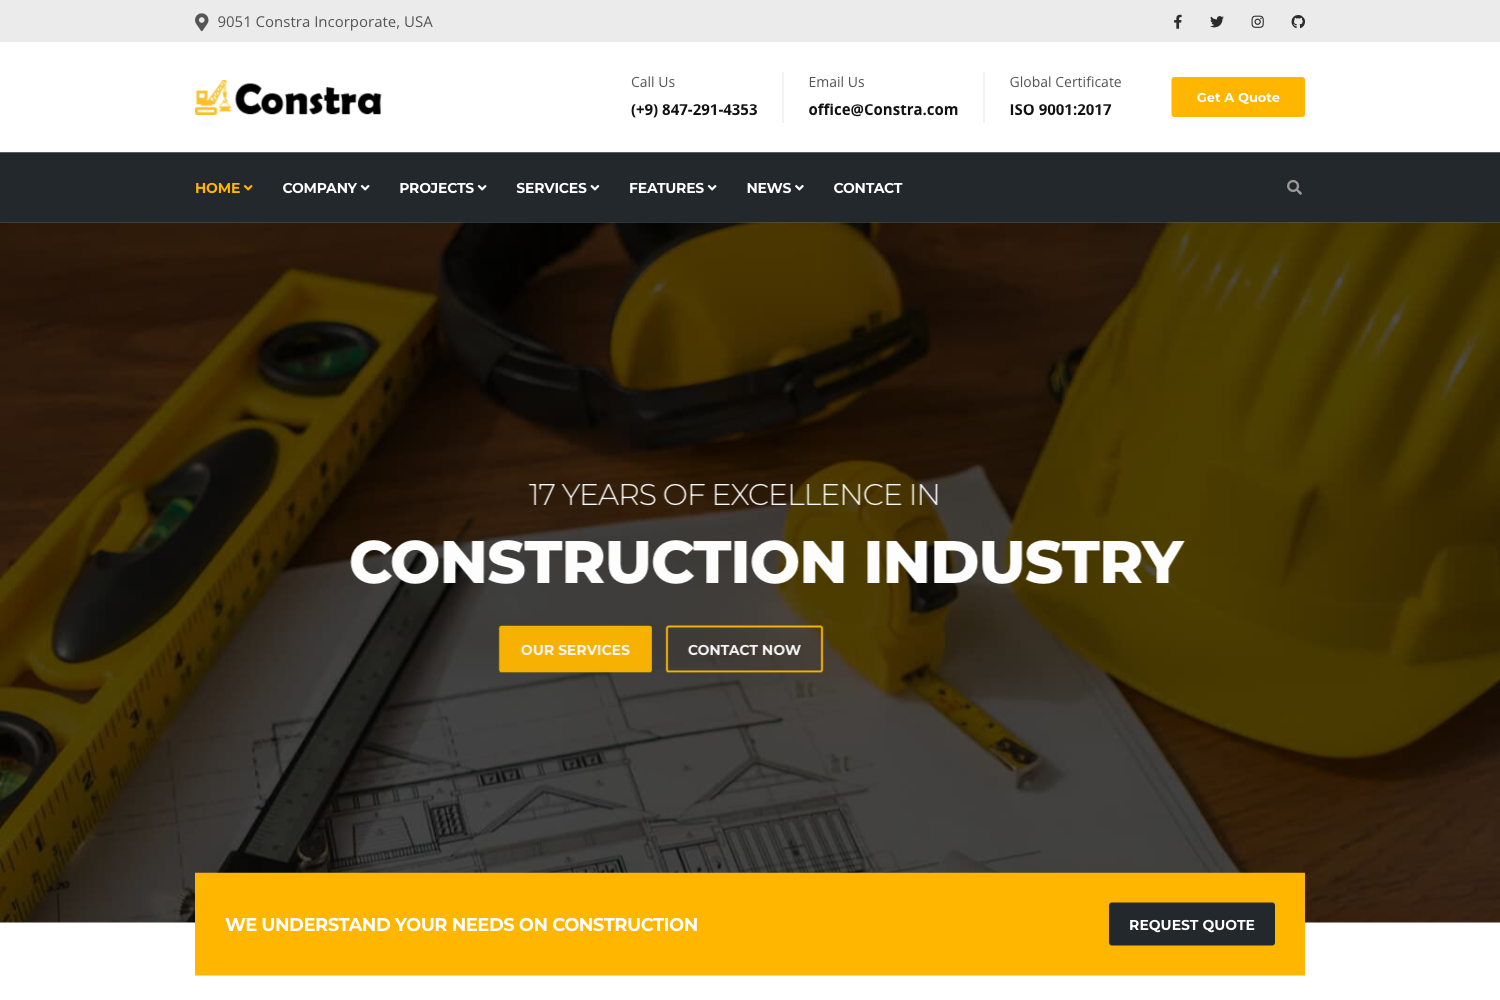 9051 Constra Incorporate, USA
Constra
Call Us
(+9) 847-291-4353
Email Us
office@Constra.com
Global Certificate
ISO 9001:2017
Get A Quote
HOME COMPANY PROJECTS SERVICES FEATURES NEWS CONTACT
17 YEARS OF EXCELLENCE IN
CONSTRUCTION INDUSTRY
OUR SERVICES
CONTACT NOW
WE UNDERSTAND YOUR NEEDS ON CONSTRUCTION
REQUEST QUOTE